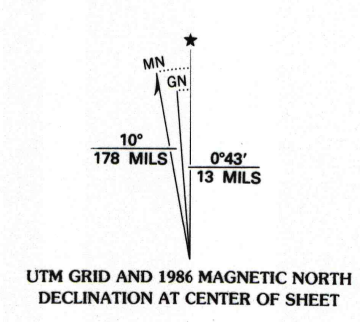 ★
MN
GN
10°
178 MILS
0°43′
13 MILS
UTM GRID AND 1986 MAGNETIC NORTH
DECLINATION AT CENTER OF SHEET